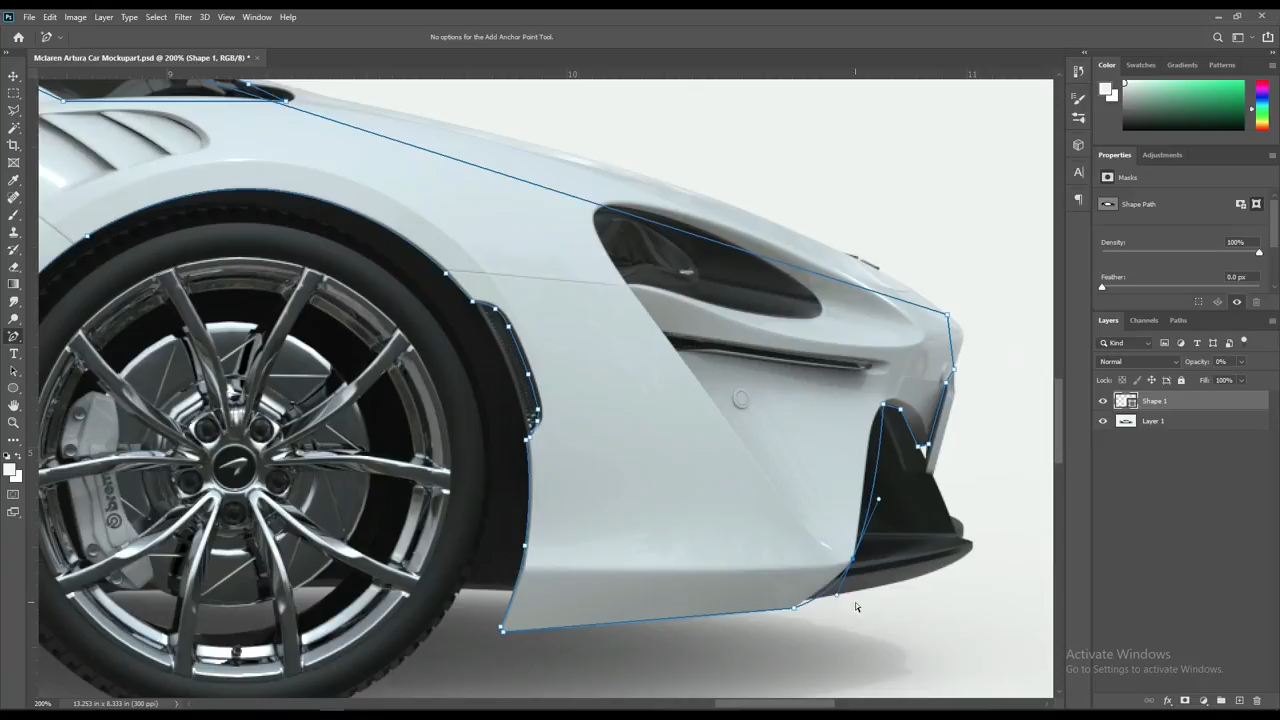 Ps File Edit Image Layer Type Select Filter 3D View Window Help
No options for the Add Anchor Point Tool.
Mclaren Artura Car Mockupart.psd @ 200% (Shape 1, RGB/8) * ×
9 10 11
5
Color Swatches Gradients Patterns
Properties Adjustments
Masks
Shape Path
Density: 100%
Feather: 0.0 px
Layers Channels Paths
Kind
Normal Opacity: 0%
Lock: Fill: 100%
Shape 1
Layer 1
brembo
Activate Windows
Go to Settings to activate Windows.
200% 13.253 in x 8.333 in (300 ppi)